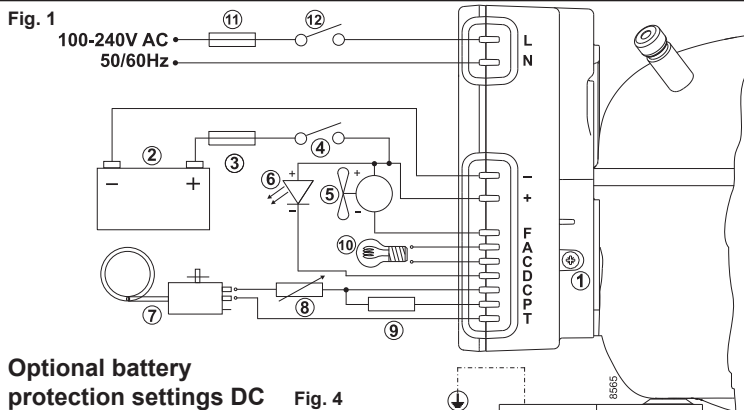 Fig. 1
100-240V AC
50/60Hz
11
12
L
N
2
3
4
6
5
10
7
8
9
1
−
+
+
−
+
−
−
+
F
A
C
D
C
P
T
8565
Optional battery
protection settings DC
Fig. 4